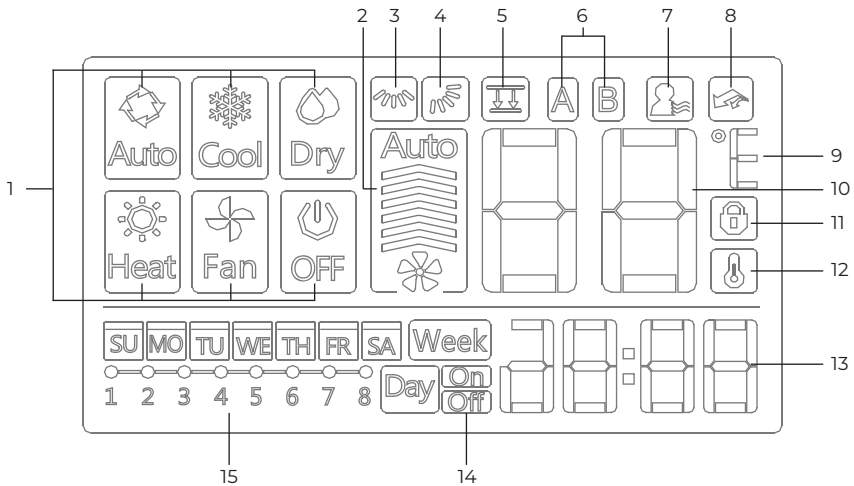 2 3 4 5 6 7 8
A B
Auto Cool Dry Auto
9
10
1
11
Heat Fan OFF
12
SU MO TU WE TH FR SA Week
13
Day On
Off
1 2 3 4 5 6 7 8
15 14